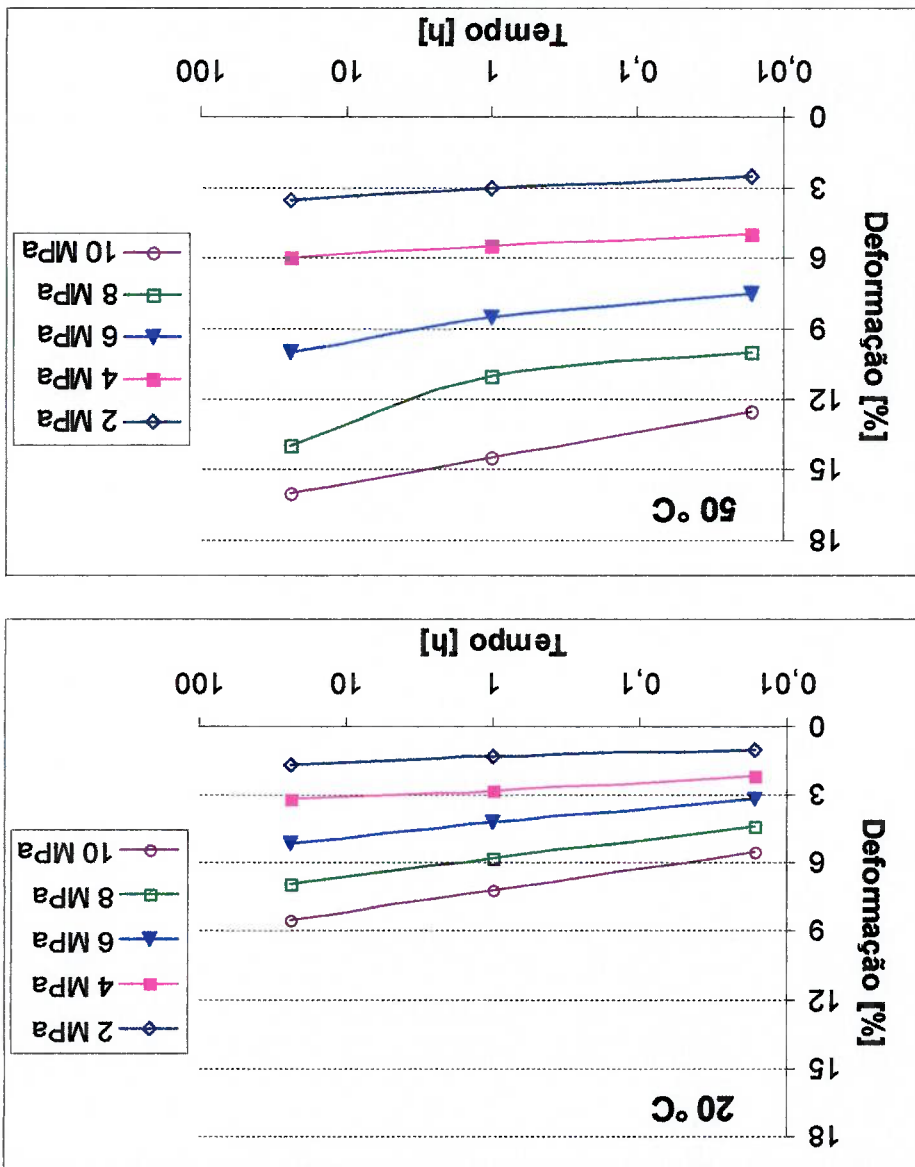 20 °C
Deformação [%]
18
15
12
9
6
3
0
0,01 0,1 1 10 100
Tempo [h]
2 MPa
4 MPa
6 MPa
8 MPa
10 MPa
50 °C
Deformação [%]
18
15
12
9
6
3
0
0,01 0,1 1 10 100
Tempo [h]
2 MPa
4 MPa
6 MPa
8 MPa
10 MPa